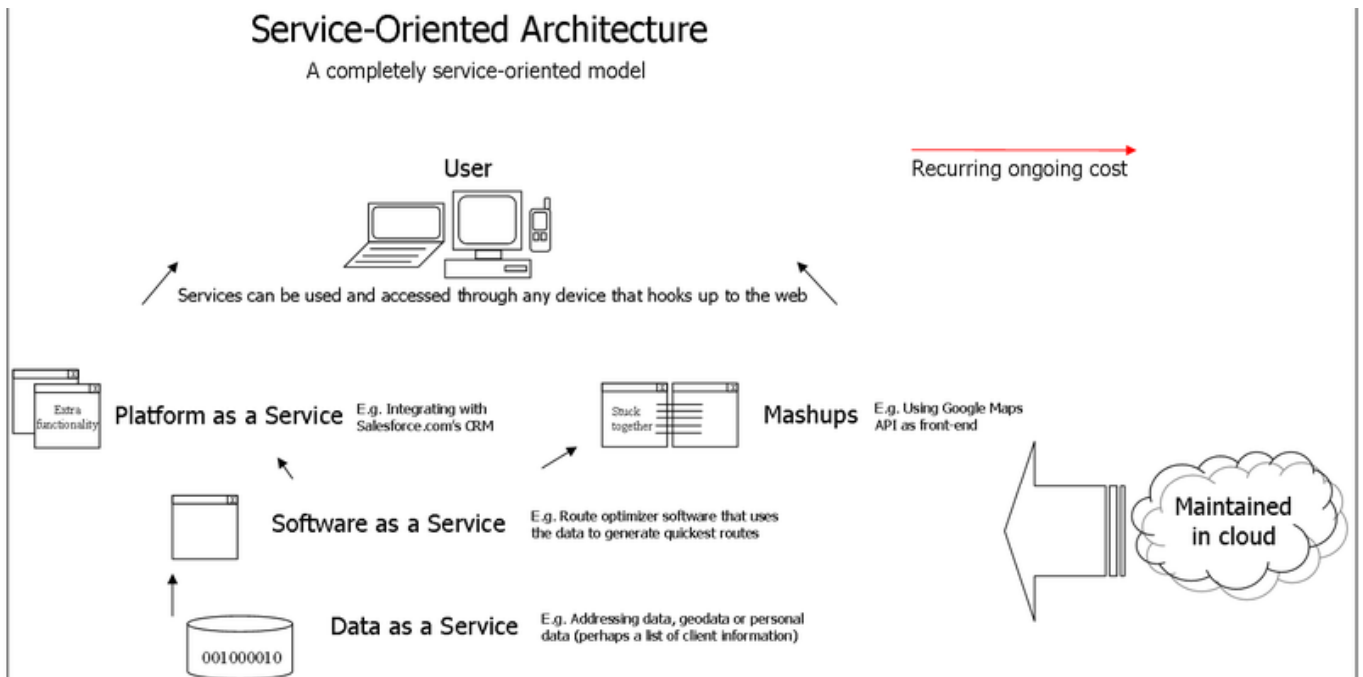 Service-Oriented Architecture
A completely service-oriented model
User
Recurring ongoing cost
Services can be used and accessed through any device that hooks up to the web
Extra
functionality
Platform as a Service
E.g. Integrating with
Salesforce.com's CRM
Stuck
together
Mashups
E.g. Using Google Maps
API as front-end
Software as a Service
E.g. Route optimizer software that uses
the data to generate quickest routes
Maintained
in cloud
Data as a Service
E.g. Addressing data, geodata or personal
data (perhaps a list of client information)
001000010